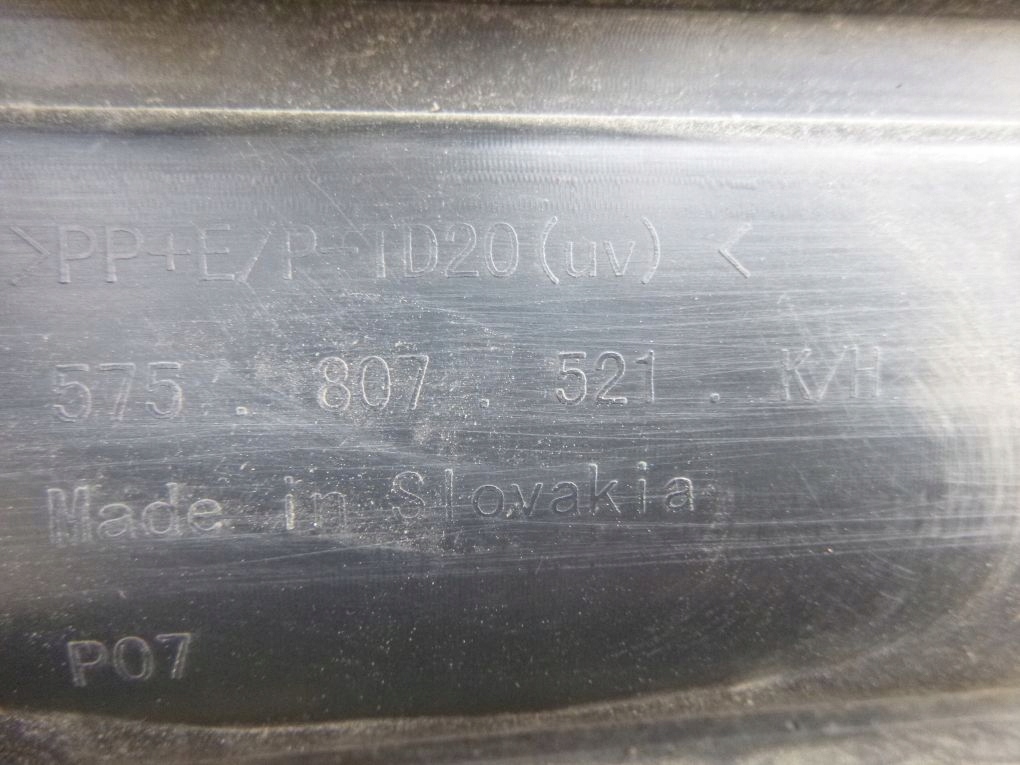 >PP+E/P-TD20(uv) <
575 . 807 . 521 . K/H
Made in Slovakia
P07